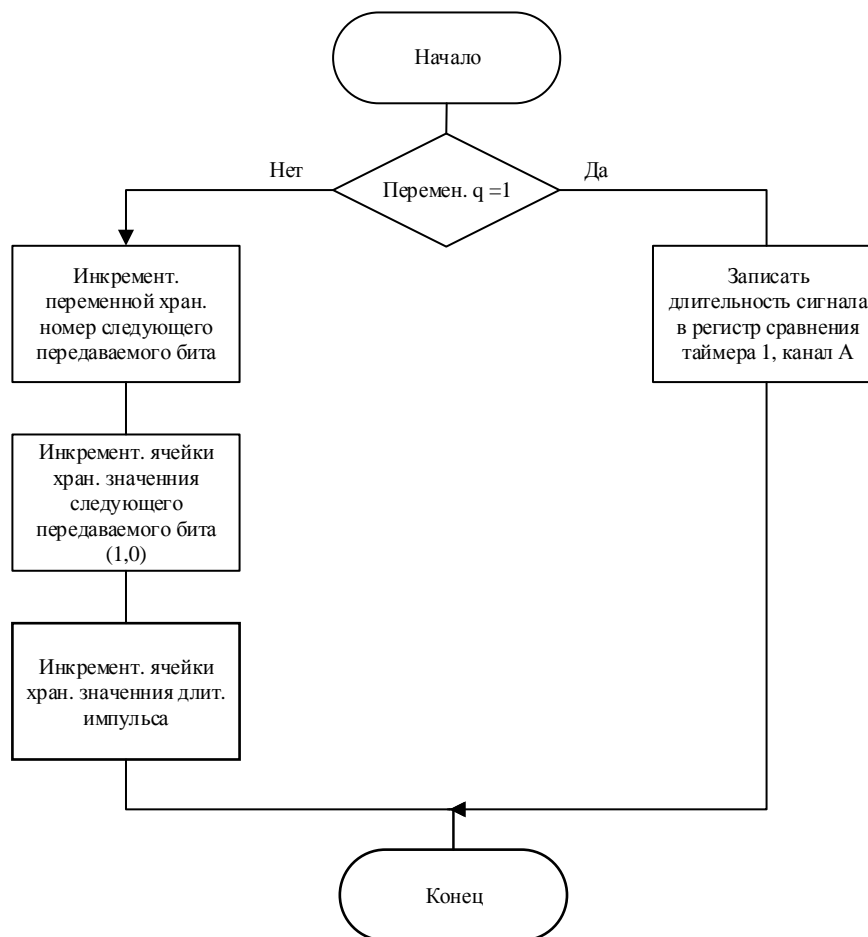 Начало
Нет
Да
Перемен. q =1
Инкремент.
переменной хран.
номер следующего
передаваемого бита
Записать
длительность сигнала
в регистр сравнения
таймера 1, канал А
Инкремент. ячейки
хран. значенния
следующего
передаваемого бита
(1,0)
Инкремент. ячейки
хран. значенния длит.
импульса
Конец